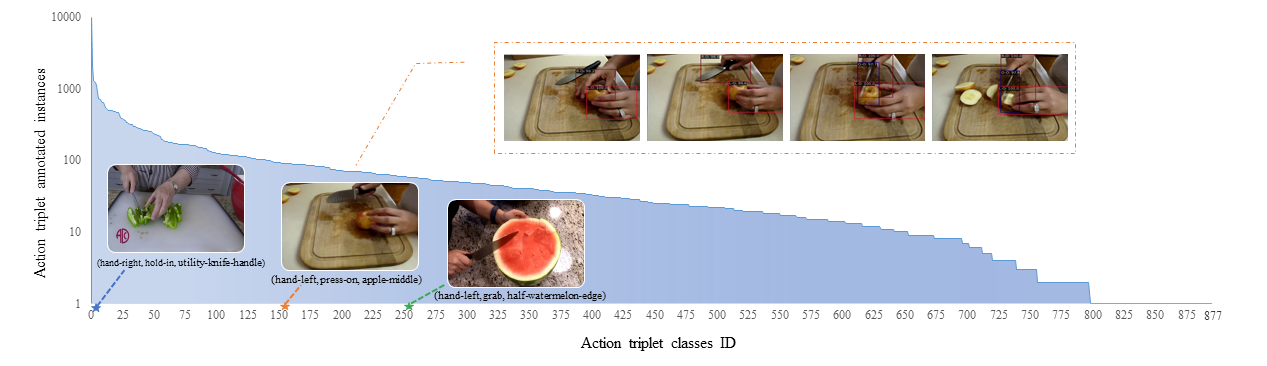 10000
1000
100
10
1
Action triplet annotated instances
(hand-right, hold-in, utility-knife-handle)
(hand-left, press-on, apple-middle)
(hand-left, grab, half-watermelon-edge)
0 25 50 75 100 125 150 175 200 225 250 275 300 325 350 375 400 425 450 475 500 525 550 575 600 625 650 675 700 725 750 775 800 825 850 875 877
Action triplet classes ID